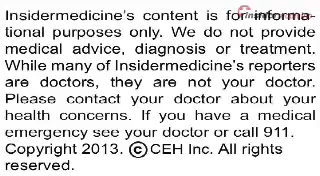 Insidermedicine's content is for informa-
tional purposes only. We do not provide
medical advice, diagnosis or treatment.
While many of Insidermedicine's reporters
are doctors, they are not your doctor.
Please contact your doctor about your
health concerns. If you have a medical
emergency see your doctor or call 911.
Copyright 2013. ©CEH Inc. All rights
reserved.